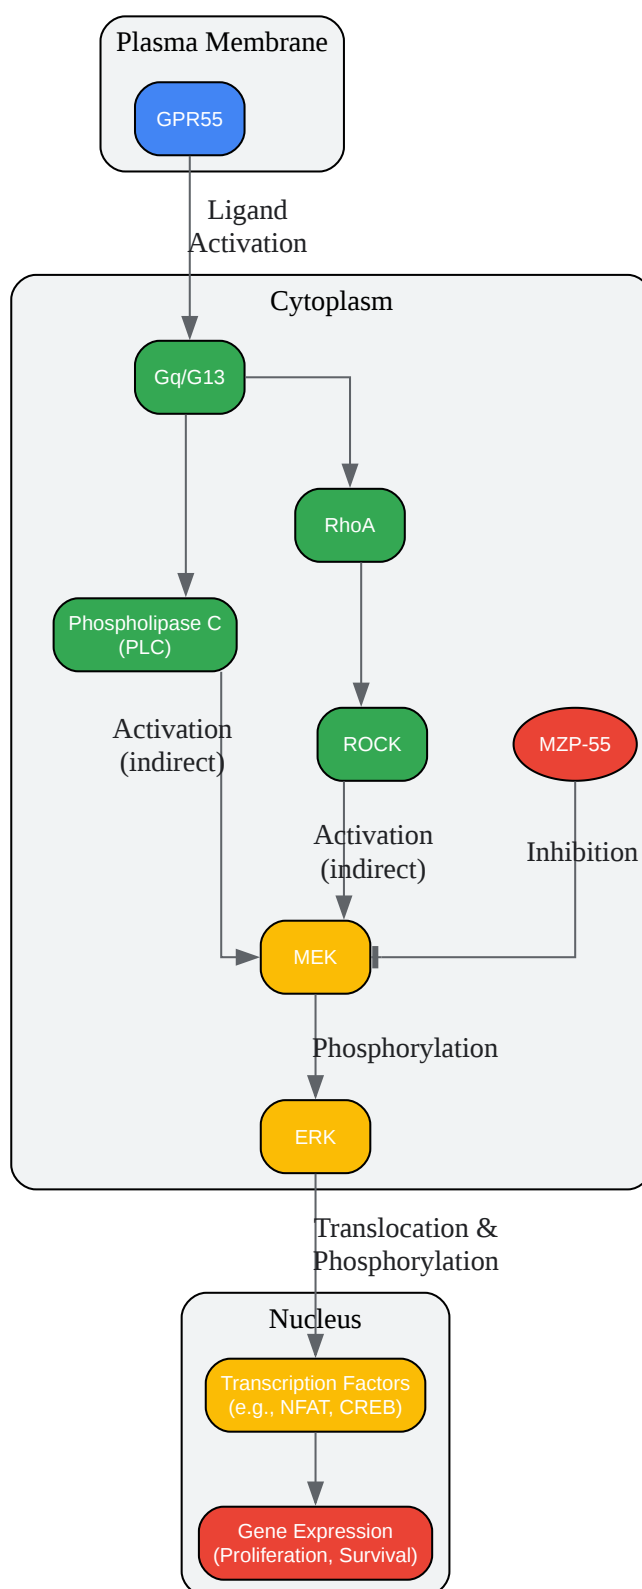 Plasma Membrane
GPR55
Ligand
Activation
Cytoplasm
Gq/G13
RhoA
Phospholipase C
(PLC)
Activation
(indirect)
ROCK
MZP-55
Activation
(indirect)
Inhibition
MEK
Phosphorylation
ERK
Translocation &
Phosphorylation
Nucleus
Transcription Factors
(e.g., NFAT, CREB)
Gene Expression
(Proliferation, Survival)